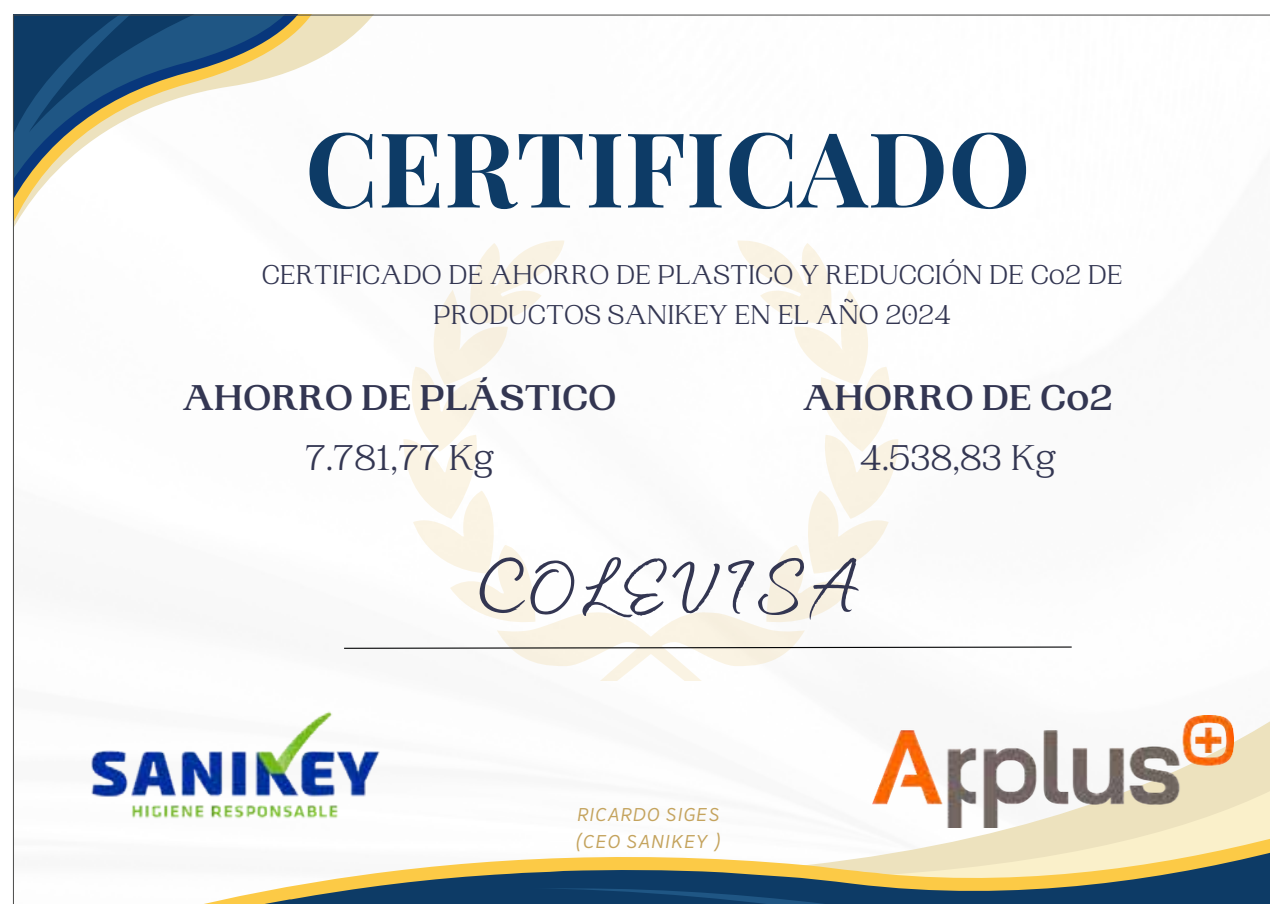 CERTIFICADO
CERTIFICADO DE AHORRO DE PLASTICO Y REDUCCIÓN DE Co2 DE
PRODUCTOS SANIKEY EN EL AÑO 2024
AHORRO DE PLÁSTICO
7.781,77 Kg
AHORRO DE Co2
4.538,83 Kg
COLEVISA
SANIKEY
HIGIENE RESPONSABLE
RICARDO SIGES
(CEO SANIKEY )
Applus+